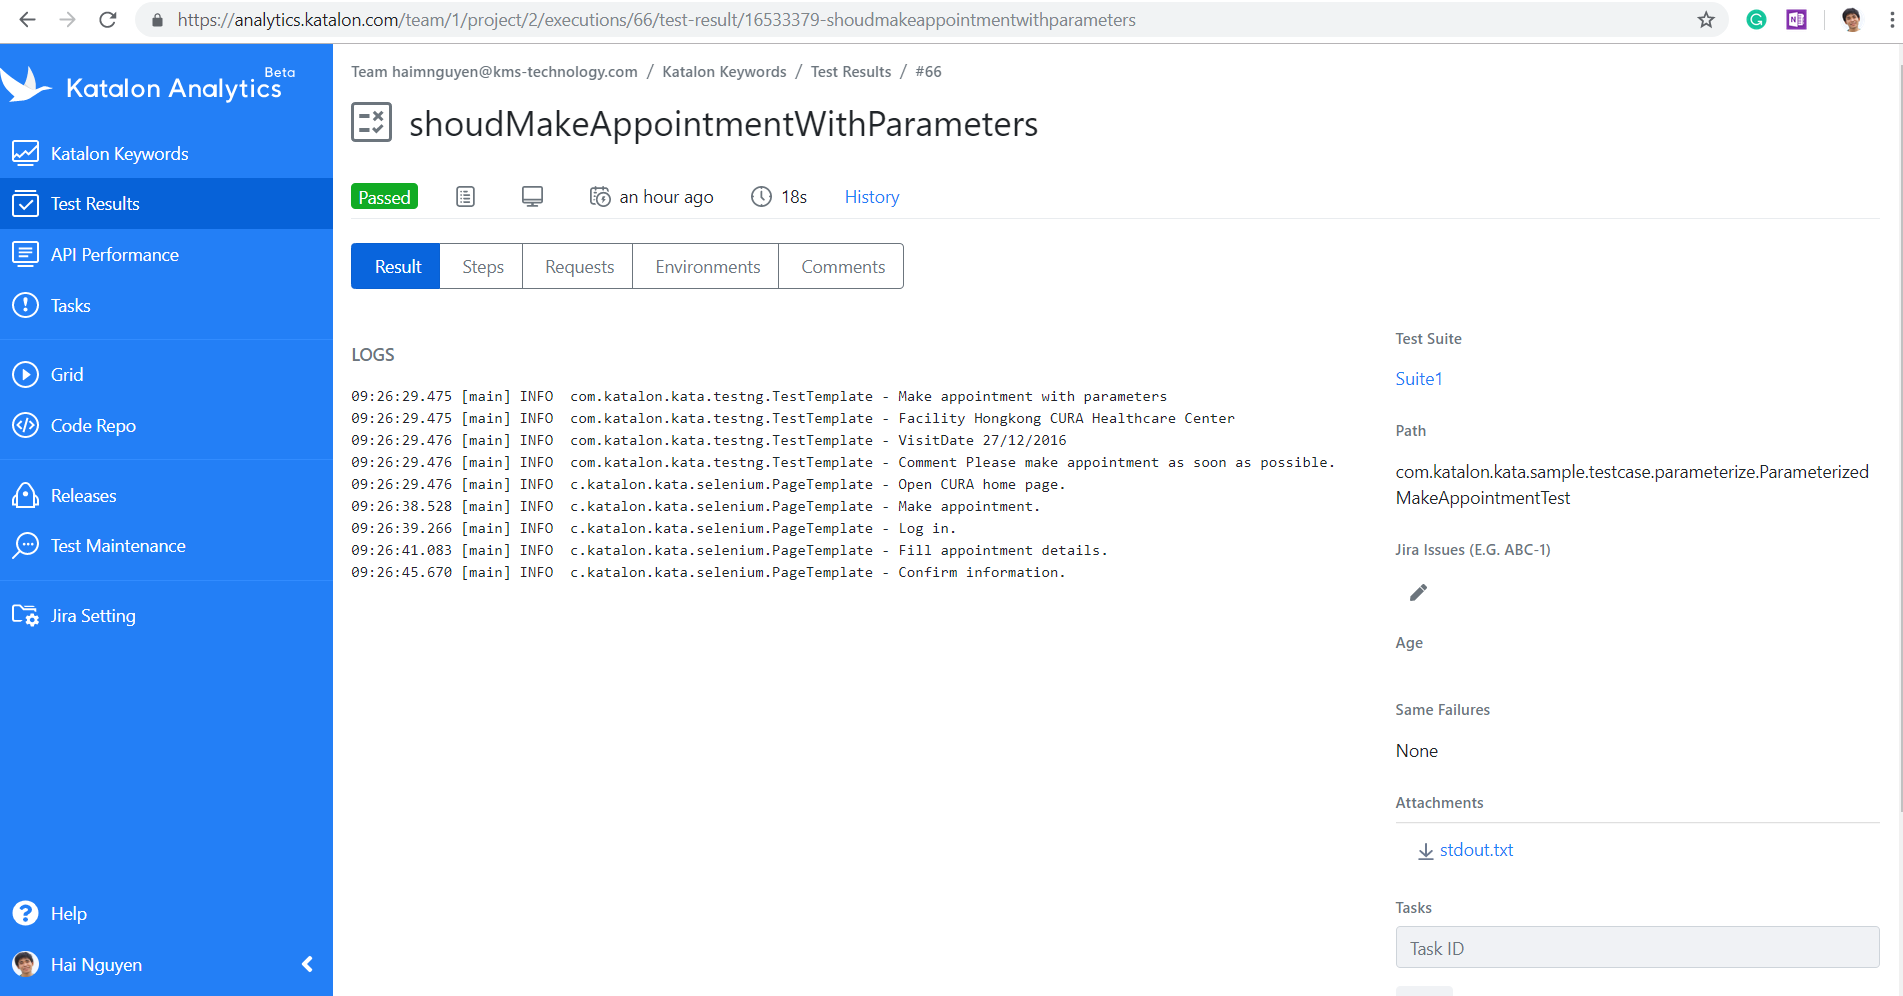 https://analytics.katalon.com/team/1/project/2/executions/66/test-result/16533379-shoudmakeappointmentwithparameters
Katalon Analytics Beta
Katalon Keywords
Test Results
API Performance
Tasks
Grid
Code Repo
Releases
Test Maintenance
Jira Setting
Help
Hai Nguyen
Team haimnguyen@kms-technology.com / Katalon Keywords / Test Results / #66
shoudMakeAppointmentWithParameters
Passed an hour ago 18s History
Result Steps Requests Environments Comments
LOGS
09:26:29.475 [main] INFO  com.katalon.kata.testng.TestTemplate - Make appointment with parameters
09:26:29.475 [main] INFO  com.katalon.kata.testng.TestTemplate - Facility Hongkong CURA Healthcare Center
09:26:29.476 [main] INFO  com.katalon.kata.testng.TestTemplate - VisitDate 27/12/2016
09:26:29.476 [main] INFO  com.katalon.kata.testng.TestTemplate - Comment Please make appointment as soon as possible.
09:26:29.476 [main] INFO  c.katalon.kata.selenium.PageTemplate - Open CURA home page.
09:26:38.528 [main] INFO  c.katalon.kata.selenium.PageTemplate - Make appointment.
09:26:39.266 [main] INFO  c.katalon.kata.selenium.PageTemplate - Log in.
09:26:41.083 [main] INFO  c.katalon.kata.selenium.PageTemplate - Fill appointment details.
09:26:45.670 [main] INFO  c.katalon.kata.selenium.PageTemplate - Confirm information.
Test Suite
Suite1
Path
com.katalon.kata.sample.testcase.parameterize.Parameterized
MakeAppointmentTest
Jira Issues (E.G. ABC-1)
Age
Same Failures
None
Attachments
stdout.txt
Tasks
Task ID